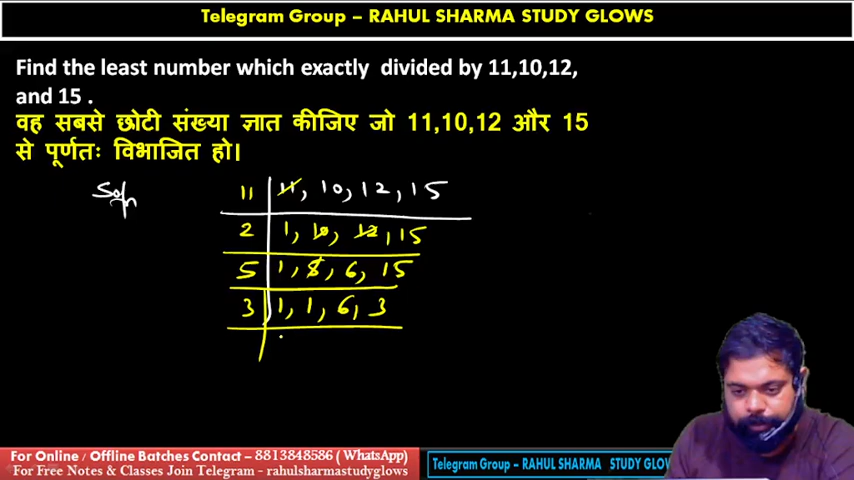 Telegram Group – RAHUL SHARMA STUDY GLOWS
Find the least number which exactly divided by 11,10,12,
and 15 .
वह सबसे छोटी संख्या ज्ञात कीजिए जो 11,10,12 और 15
से पूर्णतः विभाजित हो।
Soln
11 | 11, 10, 12, 15
2 | 1, 10, 12, 15
5 | 1, 5, 6, 15
3 | 1, 1, 6, 3
For Online / Offline Batches Contact – 8813848586 ( WhatsApp)
For Free Notes & Classes Join Telegram - rahulsharmastudyglows
Telegram Group – RAHUL SHARMA STUDY GLOW